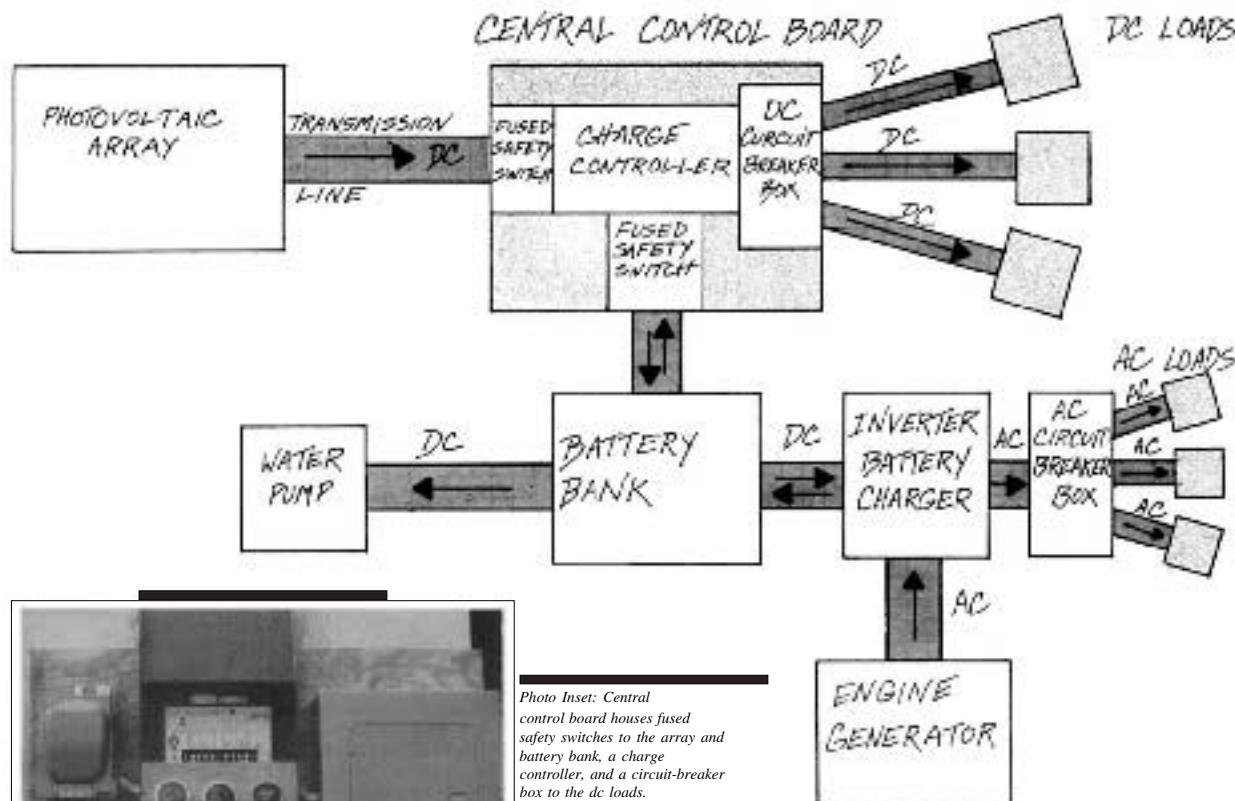 CENTRAL CONTROL BOARD
DC LOADS
PHOTOVOLTAIC
ARRAY
TRANSMISSION
DC
LINE
FUSED
SAFETY
SWITCH
CHARGE
CONTROLLER
DC
CURCUIT
BREAKER
BOX
DC
DC
DC
FUSED
SAFETY
SWITCH
WATER
PUMP
DC
BATTERY
BANK
DC
INVERTER
BATTERY
CHARGER
AC
AC
CIRCUIT
BREAKER
BOX
AC LOADS
AC
AC
AC
AC
ENGINE
GENERATOR
Photo Inset: Central
control board houses fused
safety switches to the array and
battery bank, a charge
controller, and a circuit-breaker
box to the dc loads.